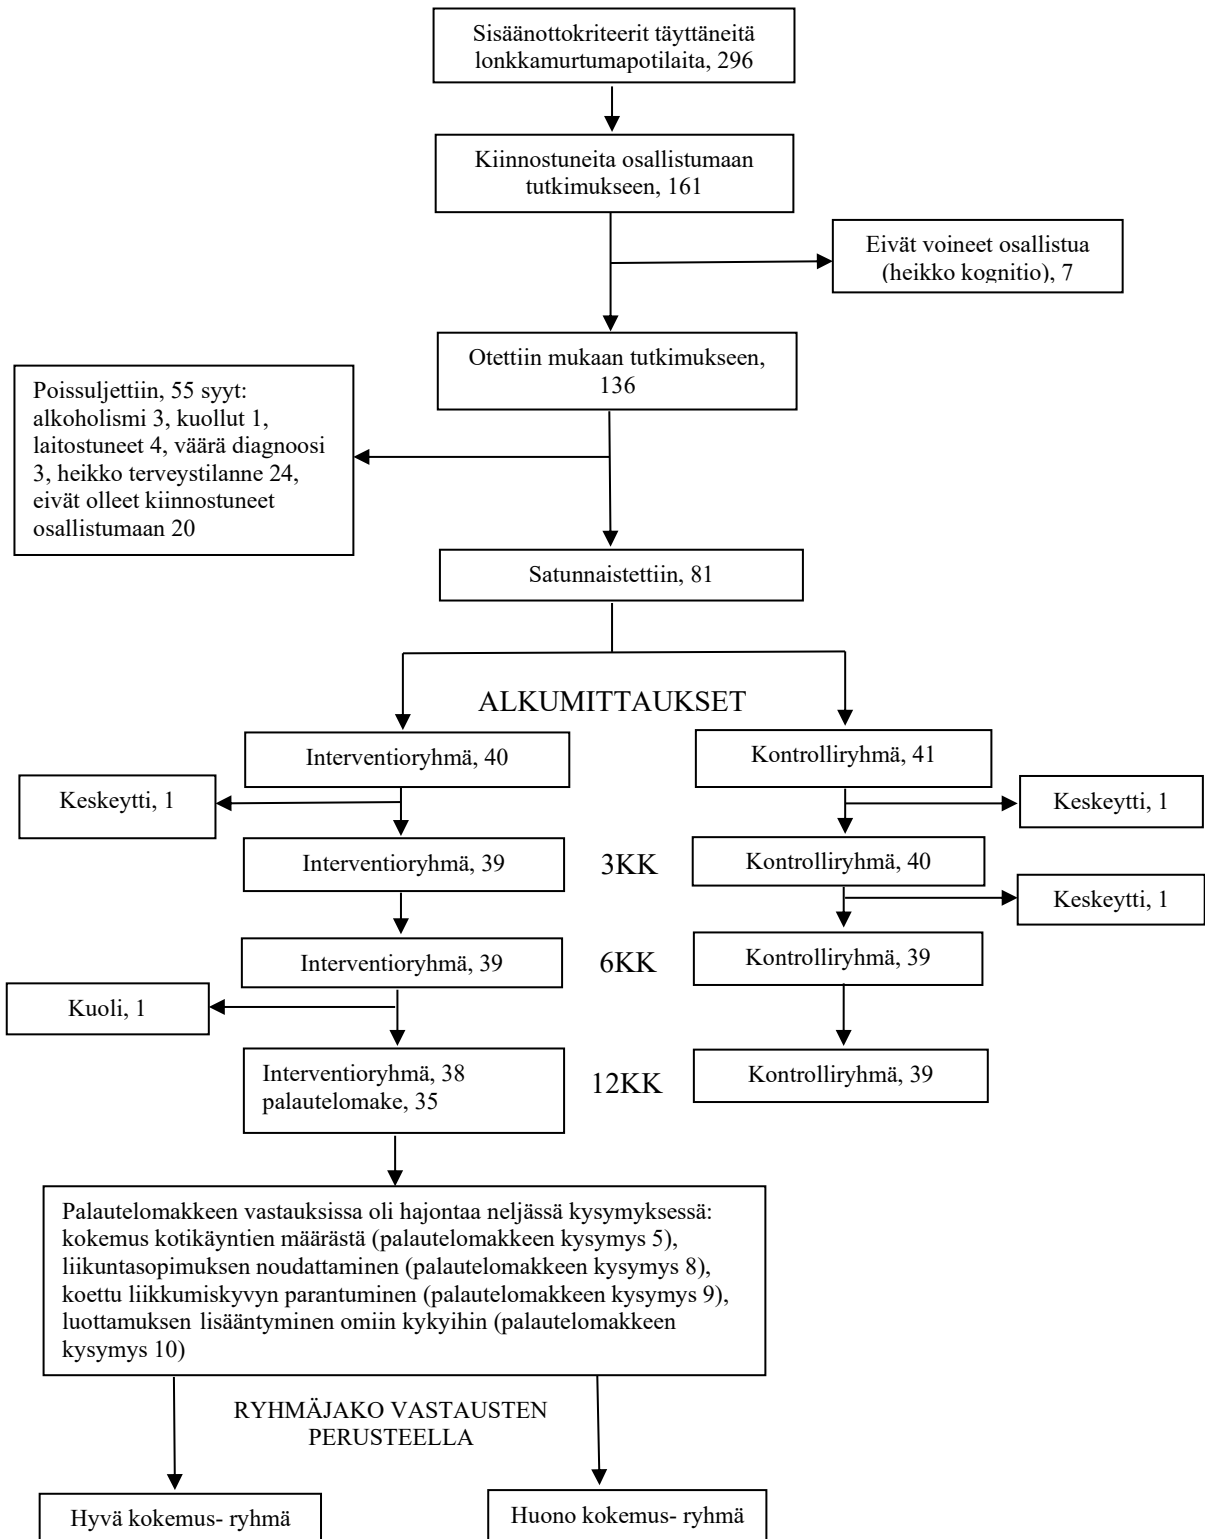 Sisäänottokriteerit täyttäneitä
lonkkamurtumapotilaita, 296
Kiinnostuneita osallistumaan
tutkimukseen, 161
Eivät voineet osallistua
(heikko kognitio), 7
Otettiin mukaan tutkimukseen,
136
Poissuljettiin, 55 syyt:
alkoholismi 3, kuollut 1,
laitostuneet 4, väärä diagnoosi
3, heikko terveystilanne 24,
eivät olleet kiinnostuneet
osallistumaan 20
Satunnaistettiin, 81
ALKUMITTAUKSET
Interventioryhmä, 40
Kontrolliryhmä, 41
Keskeytti, 1
Keskeytti, 1
Interventioryhmä, 39
3KK
Kontrolliryhmä, 40
Keskeytti, 1
Interventioryhmä, 39
6KK
Kontrolliryhmä, 39
Kuoli, 1
Interventioryhmä, 38
palautelomake, 35
12KK
Kontrolliryhmä, 39
Palautelomakkeen vastauksissa oli hajontaa neljässä kysymyksessä:
kokemus kotikäyntien määrästä (palautelomakkeen kysymys 5),
liikuntasopimuksen noudattaminen (palautelomakkeen kysymys 8),
koettu liikkumiskyvyn parantuminen (palautelomakkeen kysymys 9),
luottamuksen lisääntyminen omiin kykyihin (palautelomakkeen
kysymys 10)
RYHMÄJAKO VASTAUSTEN
PERUSTEELLA
Hyvä kokemus- ryhmä
Huono kokemus- ryhmä